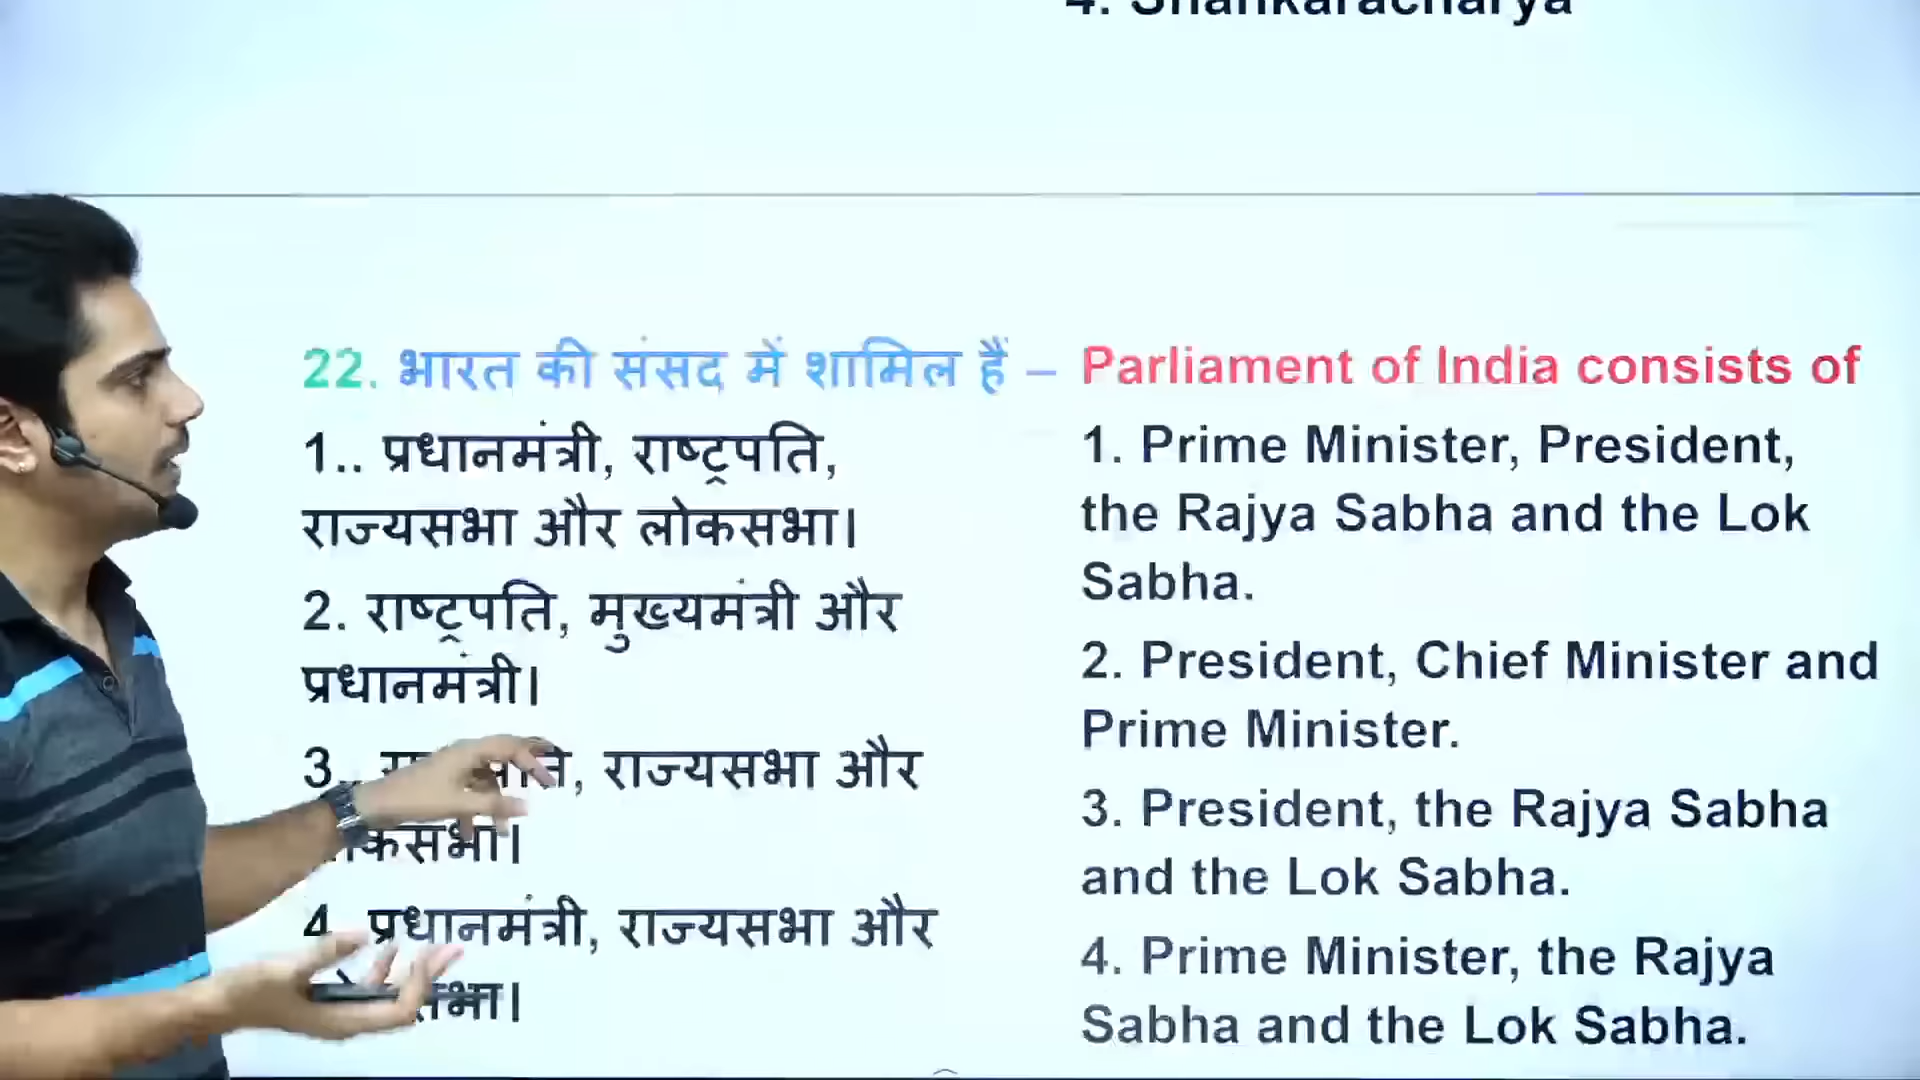 4. Shankaracharya
22. भारत की संसद में शामिल हैं –
1.. प्रधानमंत्री, राष्ट्रपति,
राज्यसभा और लोकसभा।
2. राष्ट्रपति, मुख्यमंत्री और
प्रधानमंत्री।
3.. राज्यसभा और
4. प्रधानमंत्री, राज्यसभा और
Parliament of India consists of
1. Prime Minister, President,
the Rajya Sabha and the Lok
Sabha.
2. President, Chief Minister and
Prime Minister.
3. President, the Rajya Sabha
and the Lok Sabha.
4. Prime Minister, the Rajya
Sabha and the Lok Sabha.